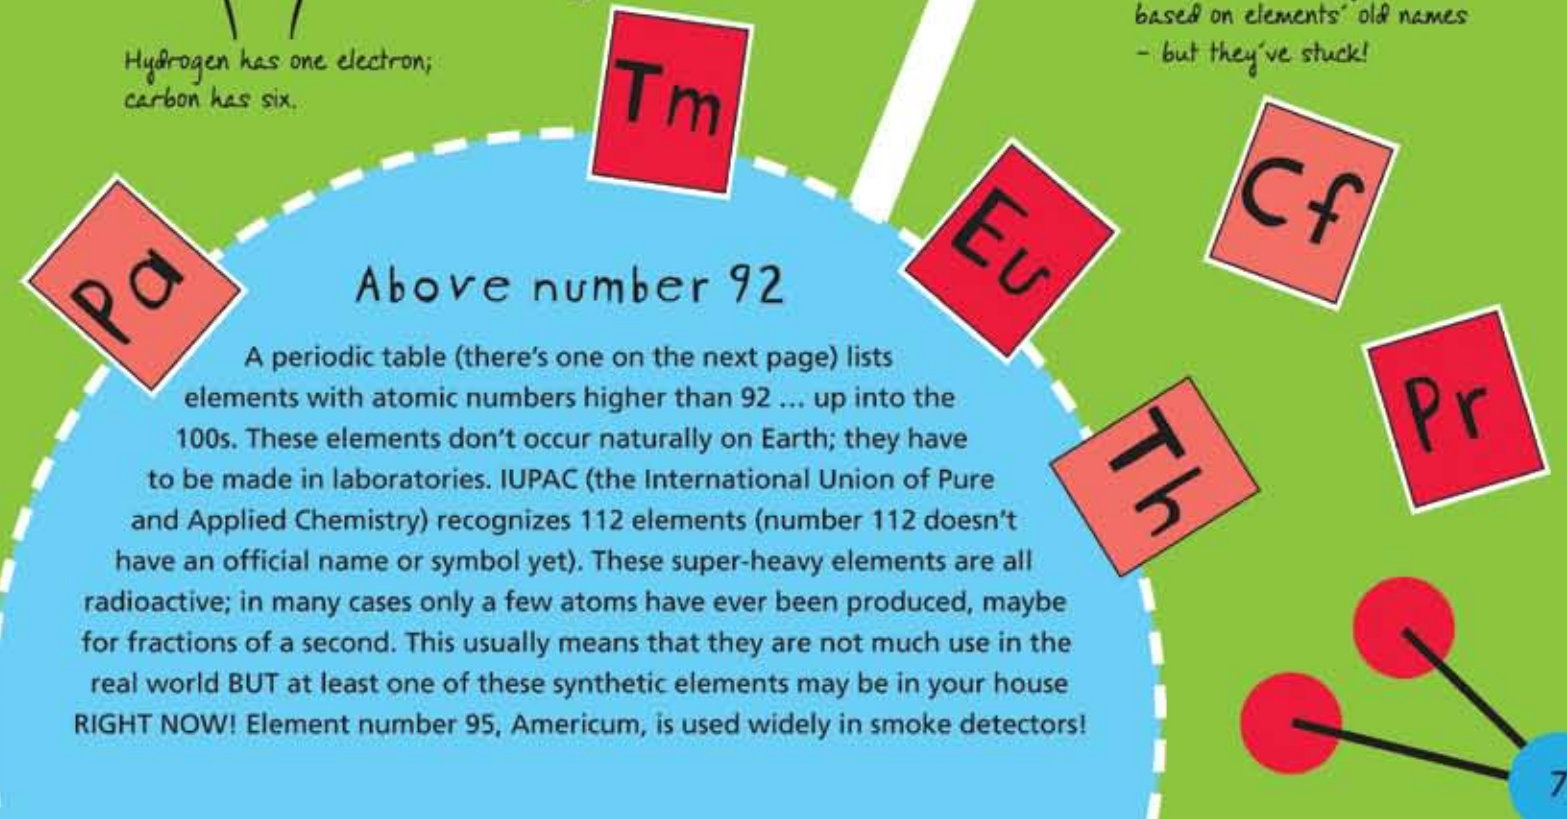 based on elements' old names
– but they've stuck!
Hydrogen has one electron;
carbon has six.
Tm
Cf
Eu
Pa
Above number 92
A periodic table (there's one on the next page) lists
elements with atomic numbers higher than 92 ... up into the
100s. These elements don't occur naturally on Earth; they have
to be made in laboratories. IUPAC (the International Union of Pure
and Applied Chemistry) recognizes 112 elements (number 112 doesn't
have an official name or symbol yet). These super-heavy elements are all
radioactive; in many cases only a few atoms have ever been produced, maybe
for fractions of a second. This usually means that they are not much use in the
real world BUT at least one of these synthetic elements may be in your house
RIGHT NOW! Element number 95, Americum, is used widely in smoke detectors!
Pr
Th
7